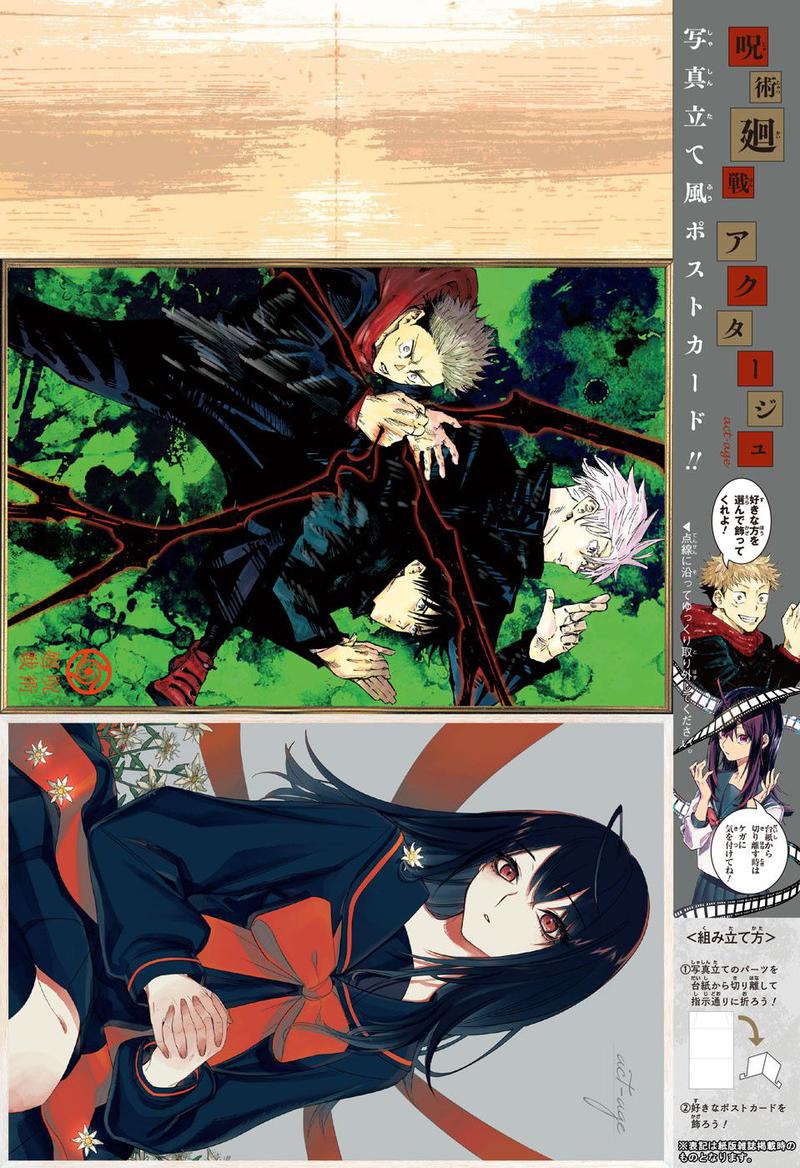 呪術廻戦
アクタージュ
act-age
写真立て風ポストカード!!
好きな方を
選んで飾って
くれよ!
◀点線に沿ってゆっくり取り外してください。
台紙から
切り離す時は
ケガに
気を付けてね!
<組み立て方>
①写真立てのパーツを
台紙から切り離して
指示通りに折ろう!
②好きなポストカードを
飾ろう!
※表記は紙版雑誌掲載時の
ものとなります。
呪術
廻戦
act-age